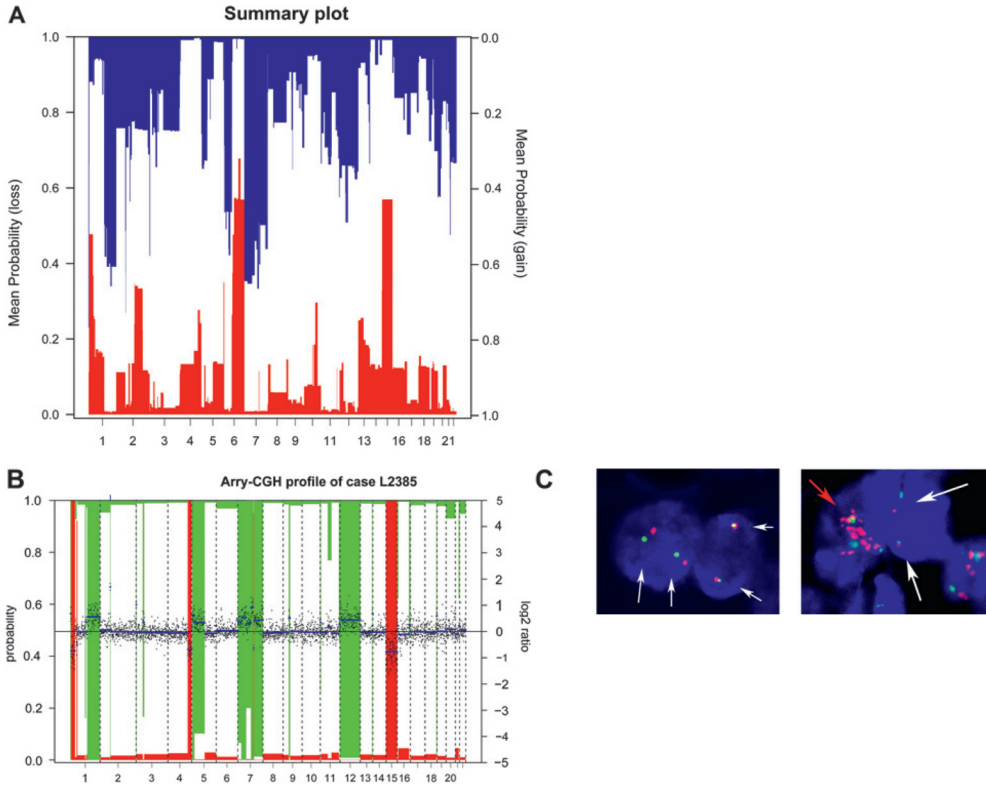 A
Summary plot
1.0
0.8
0.6
0.4
0.2
0.0
Mean Probability (loss)
0.0
0.2
0.4
0.6
0.8
1.0
Mean Probability (gain)
1 2 3 4 5 6 7 8 9 11 13 16 18 21
B
Arry-CGH profile of case L2385
1.0
0.8
0.6
0.4
0.2
0.0
probability
5
4
3
2
1
0
−1
−2
−3
−4
−5
log2 ratio
1 2 3 4 5 6 7 8 9 10 11 12 13 14 15 16 18 20
C